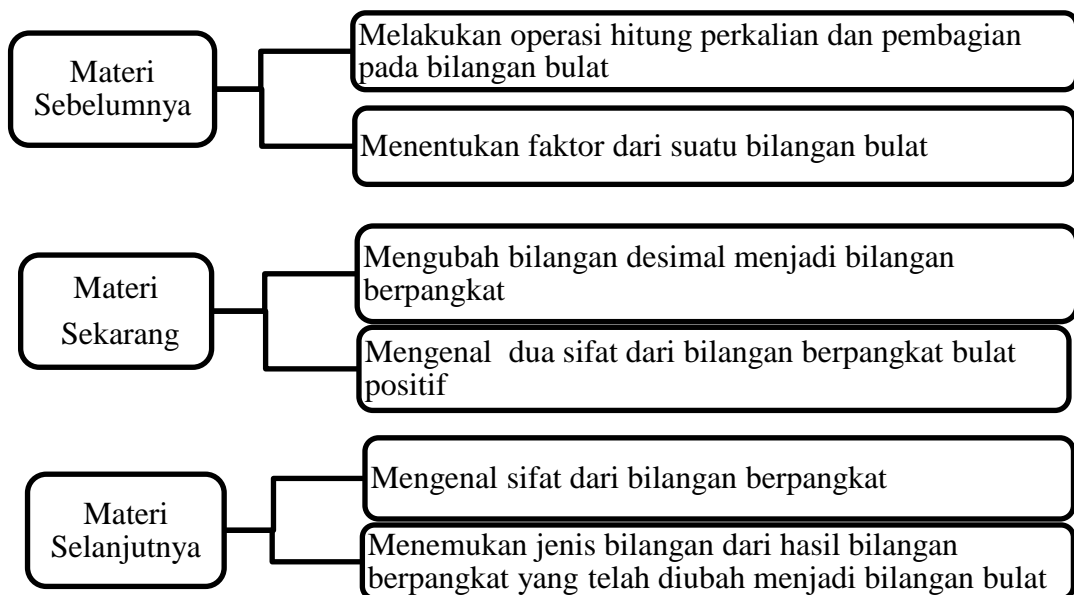 Materi
Sebelumnya
Melakukan operasi hitung perkalian dan pembagian
pada bilangan bulat
Menentukan faktor dari suatu bilangan bulat
Materi
Sekarang
Mengubah bilangan desimal menjadi bilangan
berpangkat
Mengenal dua sifat dari bilangan berpangkat bulat
positif
Materi
Selanjutnya
Mengenal sifat dari bilangan berpangkat
Menemukan jenis bilangan dari hasil bilangan
berpangkat yang telah diubah menjadi bilangan bulat